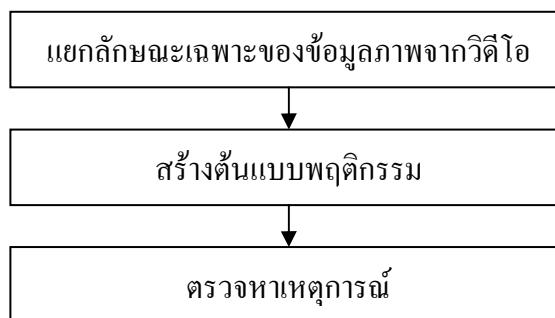 แยกลักษณะเฉพาะของข้อมูลภาพจากวิดีโอ
สร้างต้นแบบพฤติกรรม
ตรวจหาเหตุการณ์